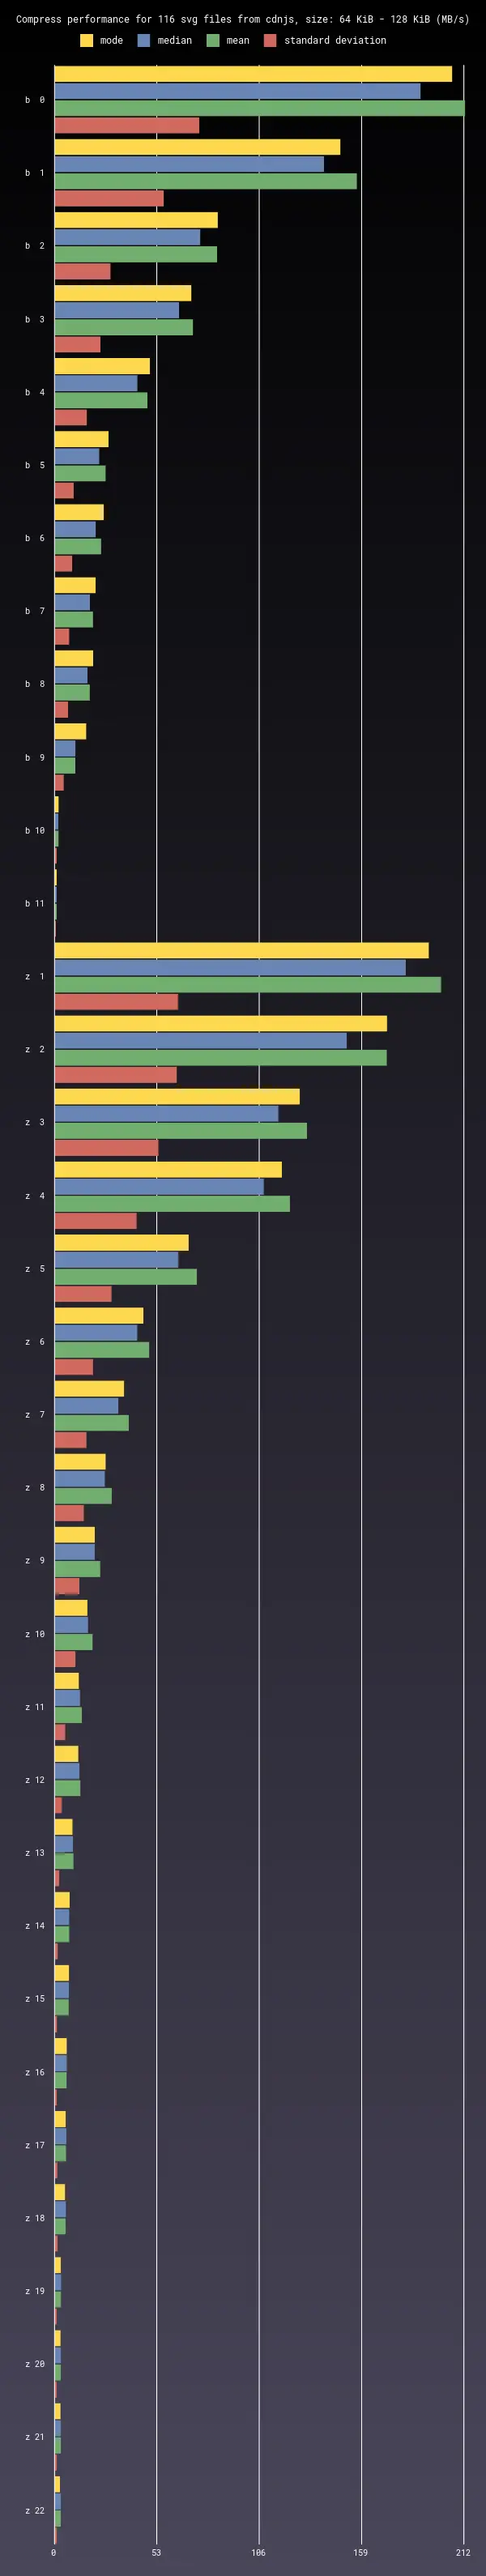 Compress performance for 116 svg files from cdnjs, size: 64 KiB - 128 KiB (MB/s)
mode median mean standard deviation
b 0
b 1
b 2
b 3
b 4
b 5
b 6
b 7
b 8
b 9
b 10
b 11
z 1
z 2
z 3
z 4
z 5
z 6
z 7
z 8
z 9
z 10
z 11
z 12
z 13
z 14
z 15
z 16
z 17
z 18
z 19
z 20
z 21
z 22
0 53 106 159 212